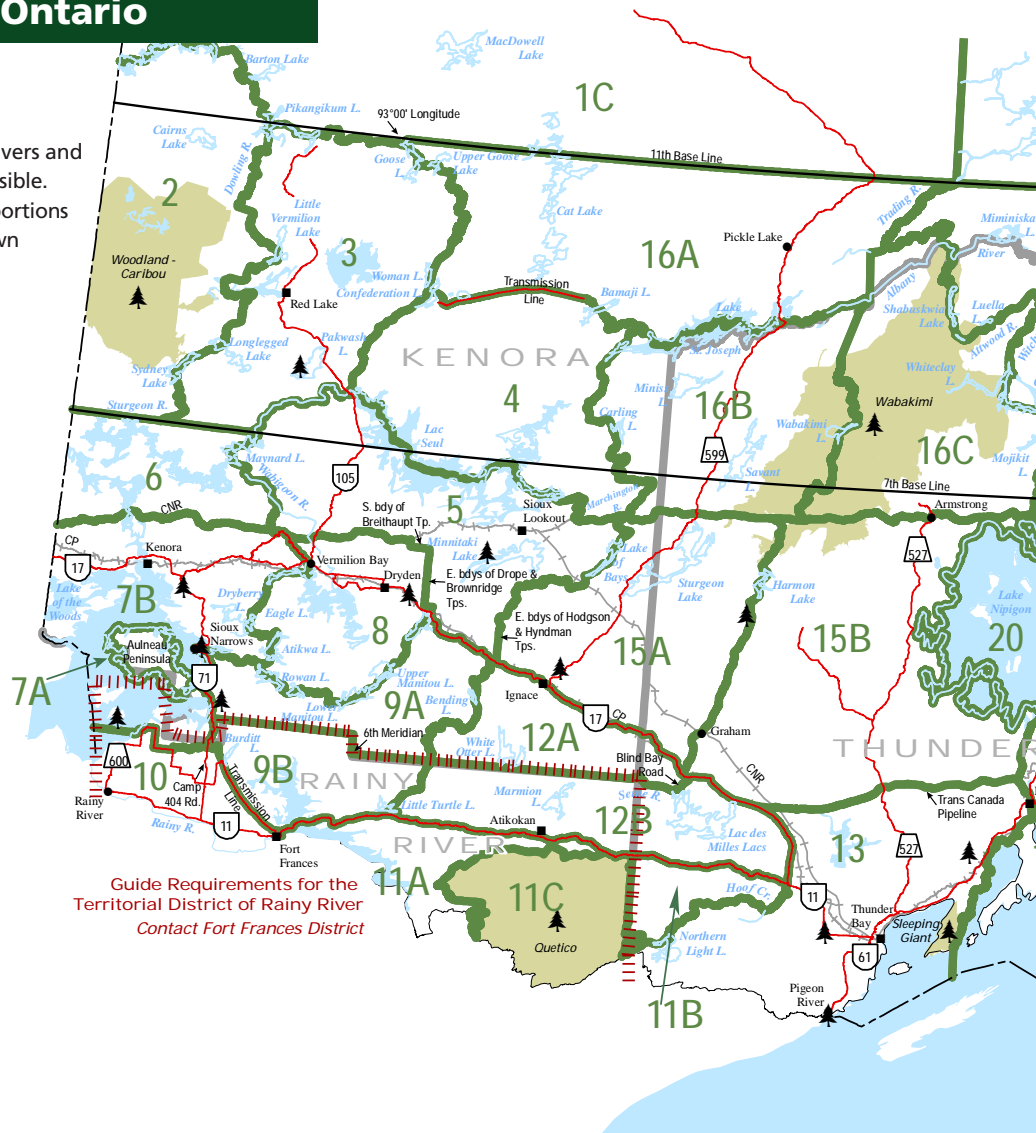 Ontario
vers and
sible.
ortions
wn
Barton Lake
MacDowell
Lake
1C
Pikangikum L.
93°00' Longitude
Cairns
Lake
Dowling R.
Goose
L.
Upper Goose
Lake
11th Base Line
2
Trading R.
Little
Vermilion
Lake
Cat Lake
Miminiska
L.
Pickle Lake
River
3
16A
Woodland -
Caribou
Woman L.
Confederation L.
Transmission
Line
Bamaji L.
Albany
Red Lake
Lake
St. Joseph
Shabuskwia
Lake
Luella
L.
Attwood R.
Longlegged
Lake
Pakwash
L.
KENORA
Sydney
Lake
Whiteclay
L.
Miniss
L.
4
16B
Wabakimi
Sturgeon R.
Carling
L.
Wabakimi
L.
Lac
Seul
599
16C
Maynard L.
Wabigoon R.
Savant
L.
Mojikit
L.
6
105
7th Base Line
Marchington
R.
CNR
S. bdy of
Breithaupt Tp.
5
Sioux
Lookout
Armstrong
CP
Kenora
Minnitaki
Lake
Lake
of
Bays
527
17
Vermilion Bay
Dryden
E. bdys of Drope &
Brownridge
Tps.
Sturgeon
Lake
Harmon
Lake
Lake
of the
Woods
7B
Dryberry
L.
Eagle L.
Lake
Nipigon
Sioux
Narrows
8
E. bdys of Hodgson
& Hyndman
Tps.
Aulneau
Peninsula
Atikwa L.
15A
15B
20
7A
71
Rowan L.
Upper
Manitou L.
Ignace
Lower
Manitou L.
9A
Bending
L.
17
CP
Burditt
L.
6th Meridian
White
Otter L.
12A
Graham
THUNDER
600
10
Camp
404 Rd.
Transmission
Line
9B
RAINY
Blind Bay
Road
CNR
Marmion
L.
Seine R.
Rainy
River
Little Turtle L.
Trans Canada
Pipeline
Rainy R.
11
Atikokan
12B
Lac des
Milles Lacs
13
527
Fort
Frances
RIVER
Guide Requirements for the
Territorial District of Rainy River
Contact Fort Frances District
11A
11C
Hoof Cr.
11
Thunder
Bay
Sleeping
Giant
Quetico
Northern
Light L.
61
11B
Pigeon
River